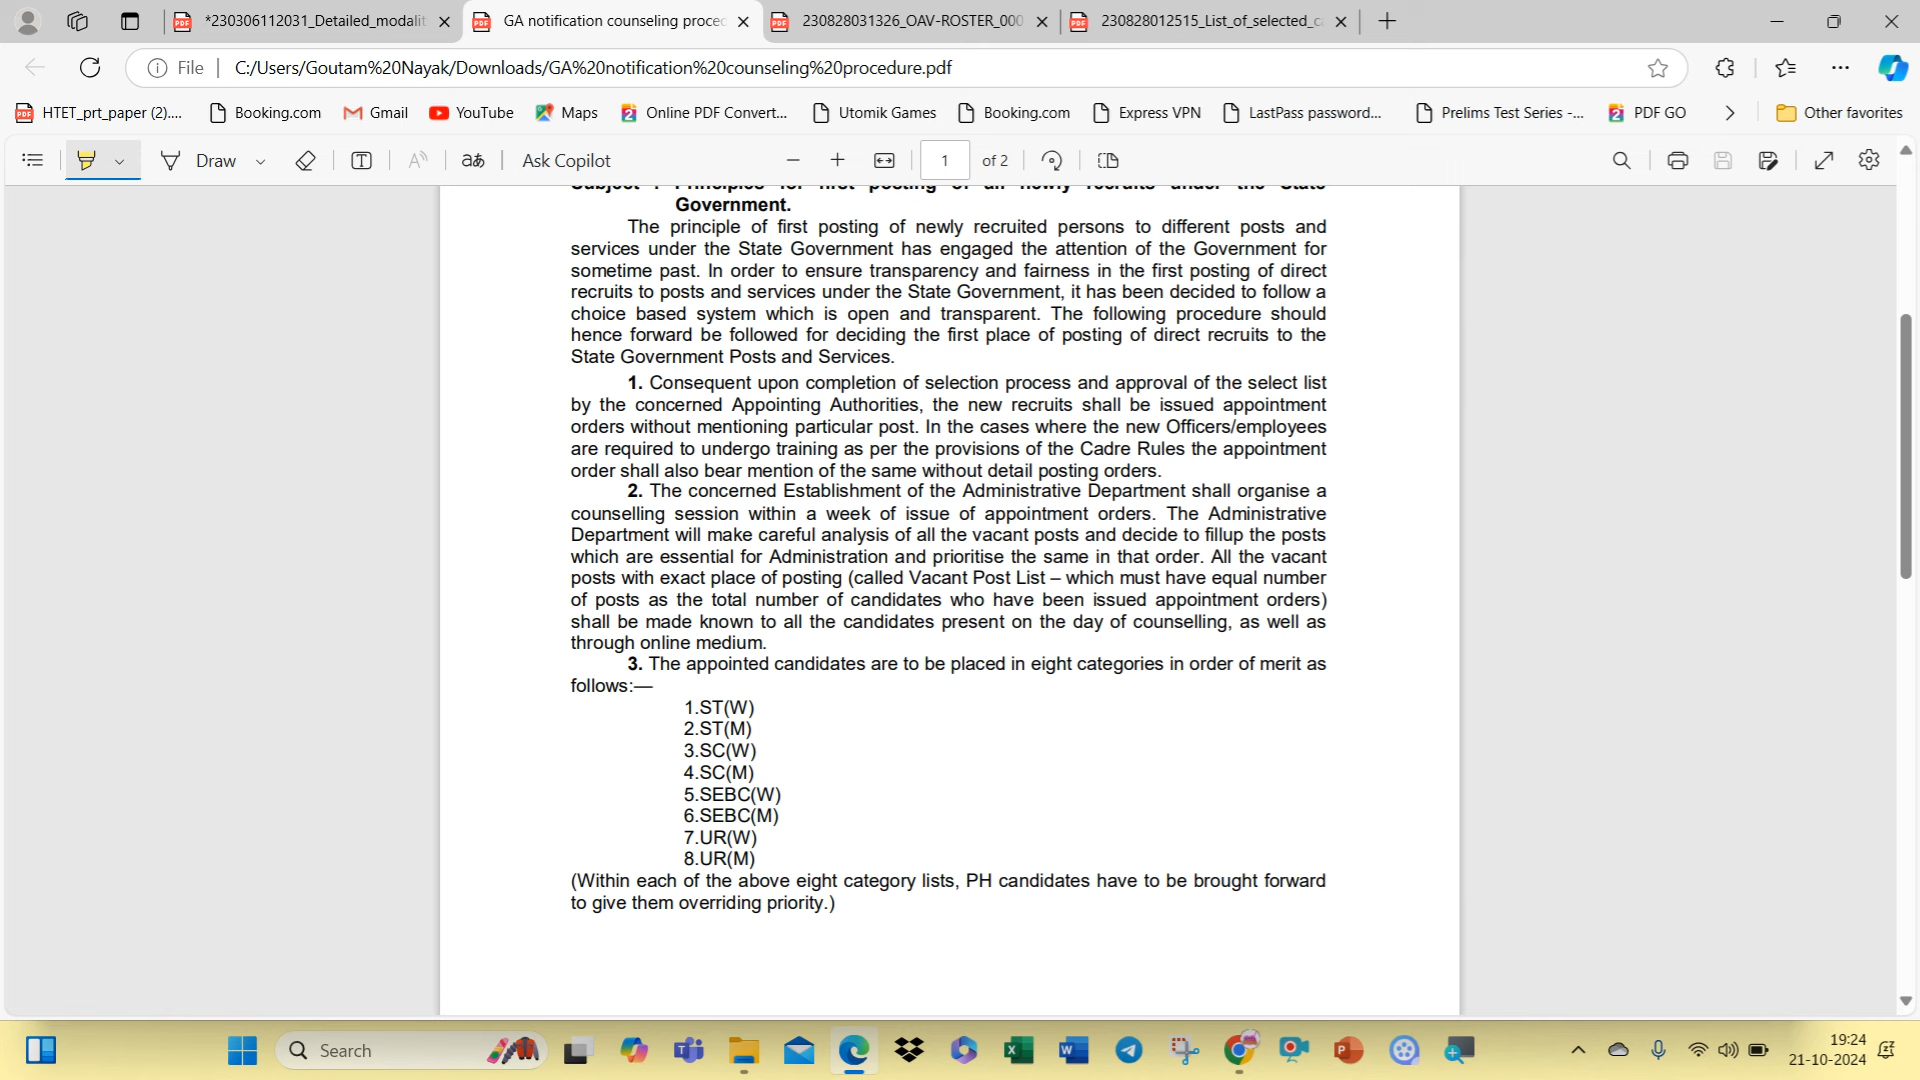 *230306112031_Detailed_modalit
GA notification counseling proced
230828031326_OAV-ROSTER_000
230828012515_List_of_selected_c
File
C:/Users/Goutam%20Nayak/Downloads/GA%20notification%20counseling%20procedure.pdf
HTET_prt_paper (2)....
Booking.com
Gmail
YouTube
Maps
Online PDF Convert...
Utomik Games
Booking.com
Express VPN
LastPass password...
Prelims Test Series -...
PDF GO
Other favorites
Draw
Ask Copilot
1
of 2
Subject : Principles for first posting of all newly recruits under the State
Government.
The principle of first posting of newly recruited persons to different posts and
services under the State Government has engaged the attention of the Government for
sometime past. In order to ensure transparency and fairness in the first posting of direct
recruits to posts and services under the State Government, it has been decided to follow a
choice based system which is open and transparent. The following procedure should
hence forward be followed for deciding the first place of posting of direct recruits to the
State Government Posts and Services.
1. Consequent upon completion of selection process and approval of the select list
by the concerned Appointing Authorities, the new recruits shall be issued appointment
orders without mentioning particular post. In the cases where the new Officers/employees
are required to undergo training as per the provisions of the Cadre Rules the appointment
order shall also bear mention of the same without detail posting orders.
2. The concerned Establishment of the Administrative Department shall organise a
counselling session within a week of issue of appointment orders. The Administrative
Department will make careful analysis of all the vacant posts and decide to fillup the posts
which are essential for Administration and prioritise the same in that order. All the vacant
posts with exact place of posting (called Vacant Post List – which must have equal number
of posts as the total number of candidates who have been issued appointment orders)
shall be made known to all the candidates present on the day of counselling, as well as
through online medium.
3. The appointed candidates are to be placed in eight categories in order of merit as
follows:—
1.ST(W)
2.ST(M)
3.SC(W)
4.SC(M)
5.SEBC(W)
6.SEBC(M)
7.UR(W)
8.UR(M)
(Within each of the above eight category lists, PH candidates have to be brought forward
to give them overriding priority.)
Search
19:24
21-10-2024